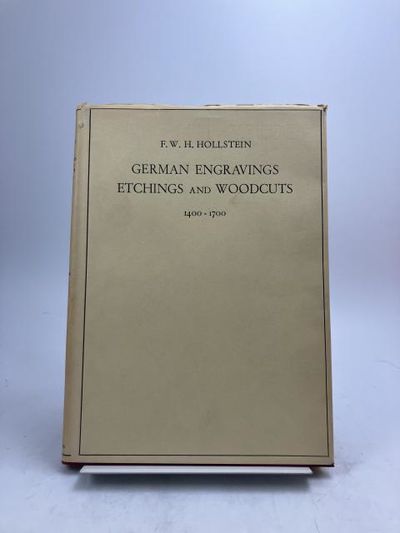 F. W. H. HOLLSTEIN
GERMAN ENGRAVINGS
ETCHINGS AND WOODCUTS
1400-1700